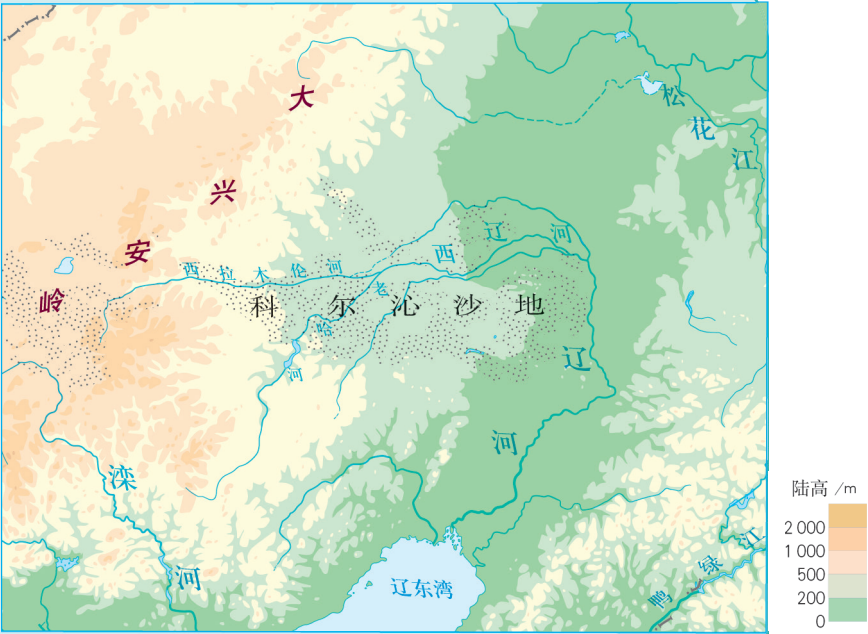 大
兴
安
岭
松花江
西辽河
西拉木伦河
老哈河
科尔沁沙地
辽河
滦河
辽东湾
鸭绿江
陆高 /m
2 000
1 000
500
200
0